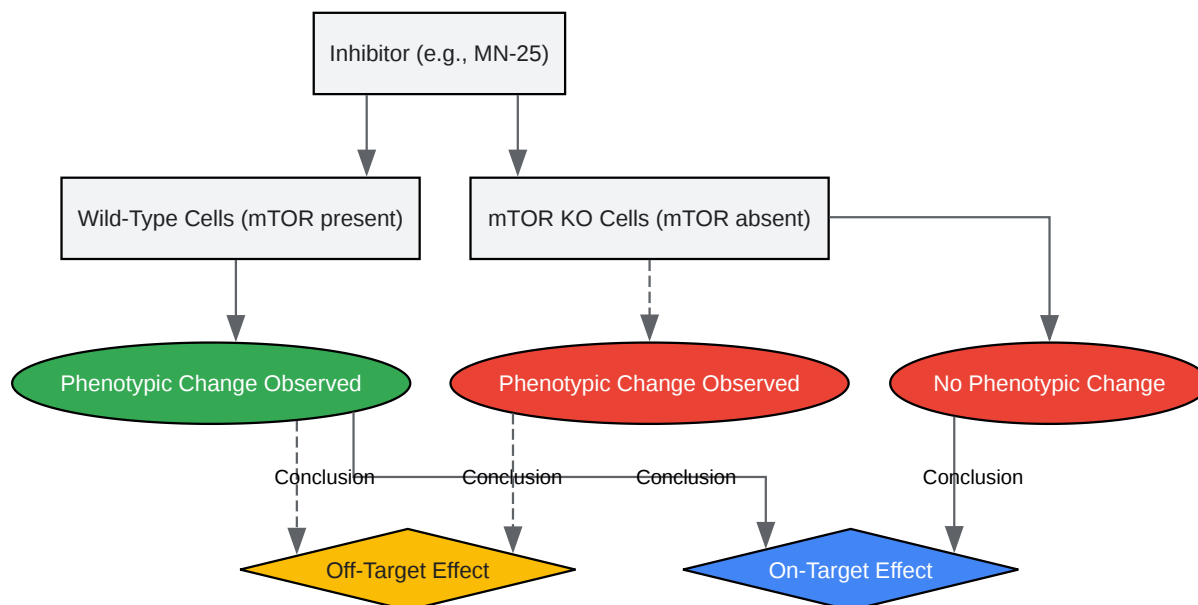 Inhibitor (e.g., MN-25)
Wild-Type Cells (mTOR present)
mTOR KO Cells (mTOR absent)
Phenotypic Change Observed
Phenotypic Change Observed
No Phenotypic Change
Conclusion
Conclusion
Conclusion
Conclusion
Off-Target Effect
On-Target Effect